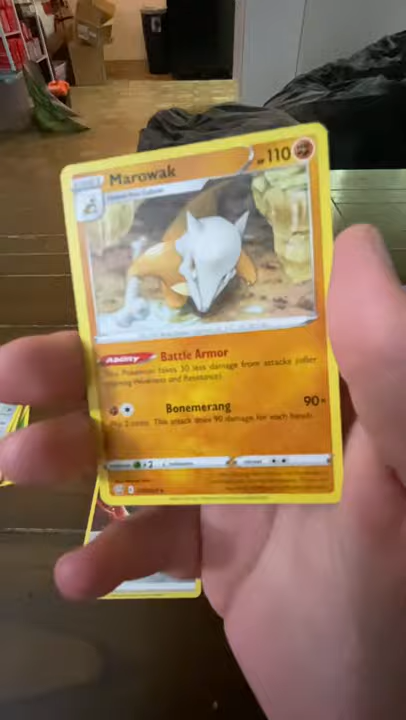 Marowak
HP 110
Ability Battle Armor
This Pokémon takes 30 less damage from attacks (after
applying Weakness and Resistance).
Bonemerang 90×
Flip 2 coins. This attack does 90 damage for each heads.
×2